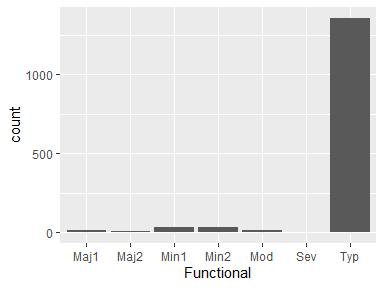 1000
500
0
count
Maj1 Maj2 Min1 Min2 Mod Sev Typ
Functional